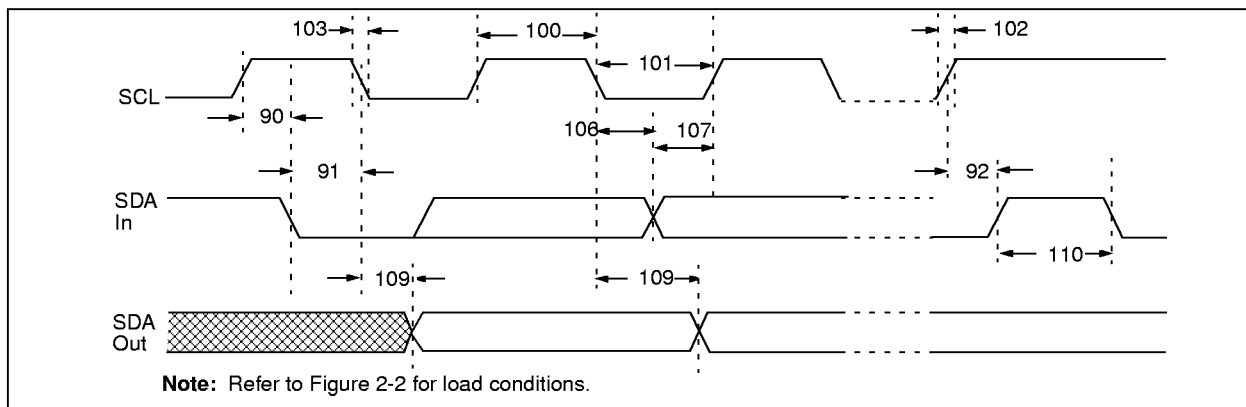 103
100
101
102
SCL
90
106
107
91
92
SDA
In
110
109
109
SDA
Out
Note: Refer to Figure 2-2 for load conditions.